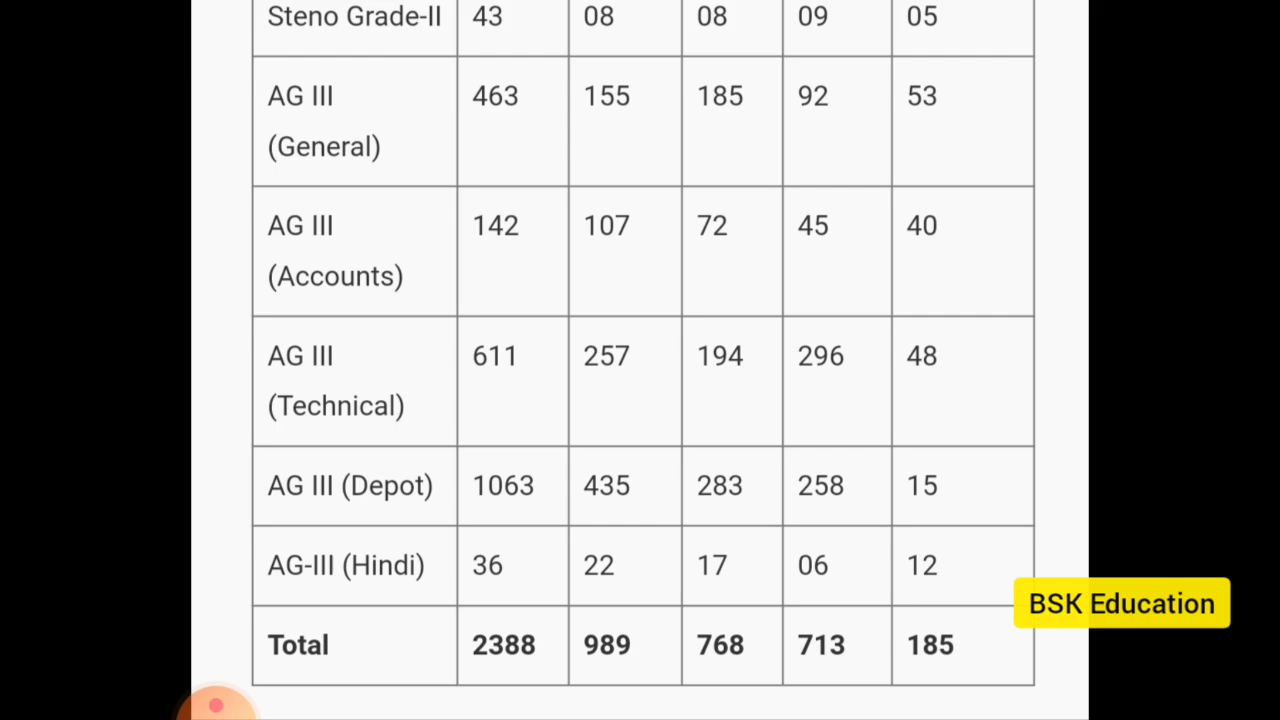 Steno Grade-II 43 08 08 09 05
AG III 463 155 185 92 53
(General)
AG III 142 107 72 45 40
(Accounts)
AG III 611 257 194 296 48
(Technical)
AG III (Depot) 1063 435 283 258 15
AG-III (Hindi) 36 22 17 06 12
BSK Education
Total 2388 989 768 713 185